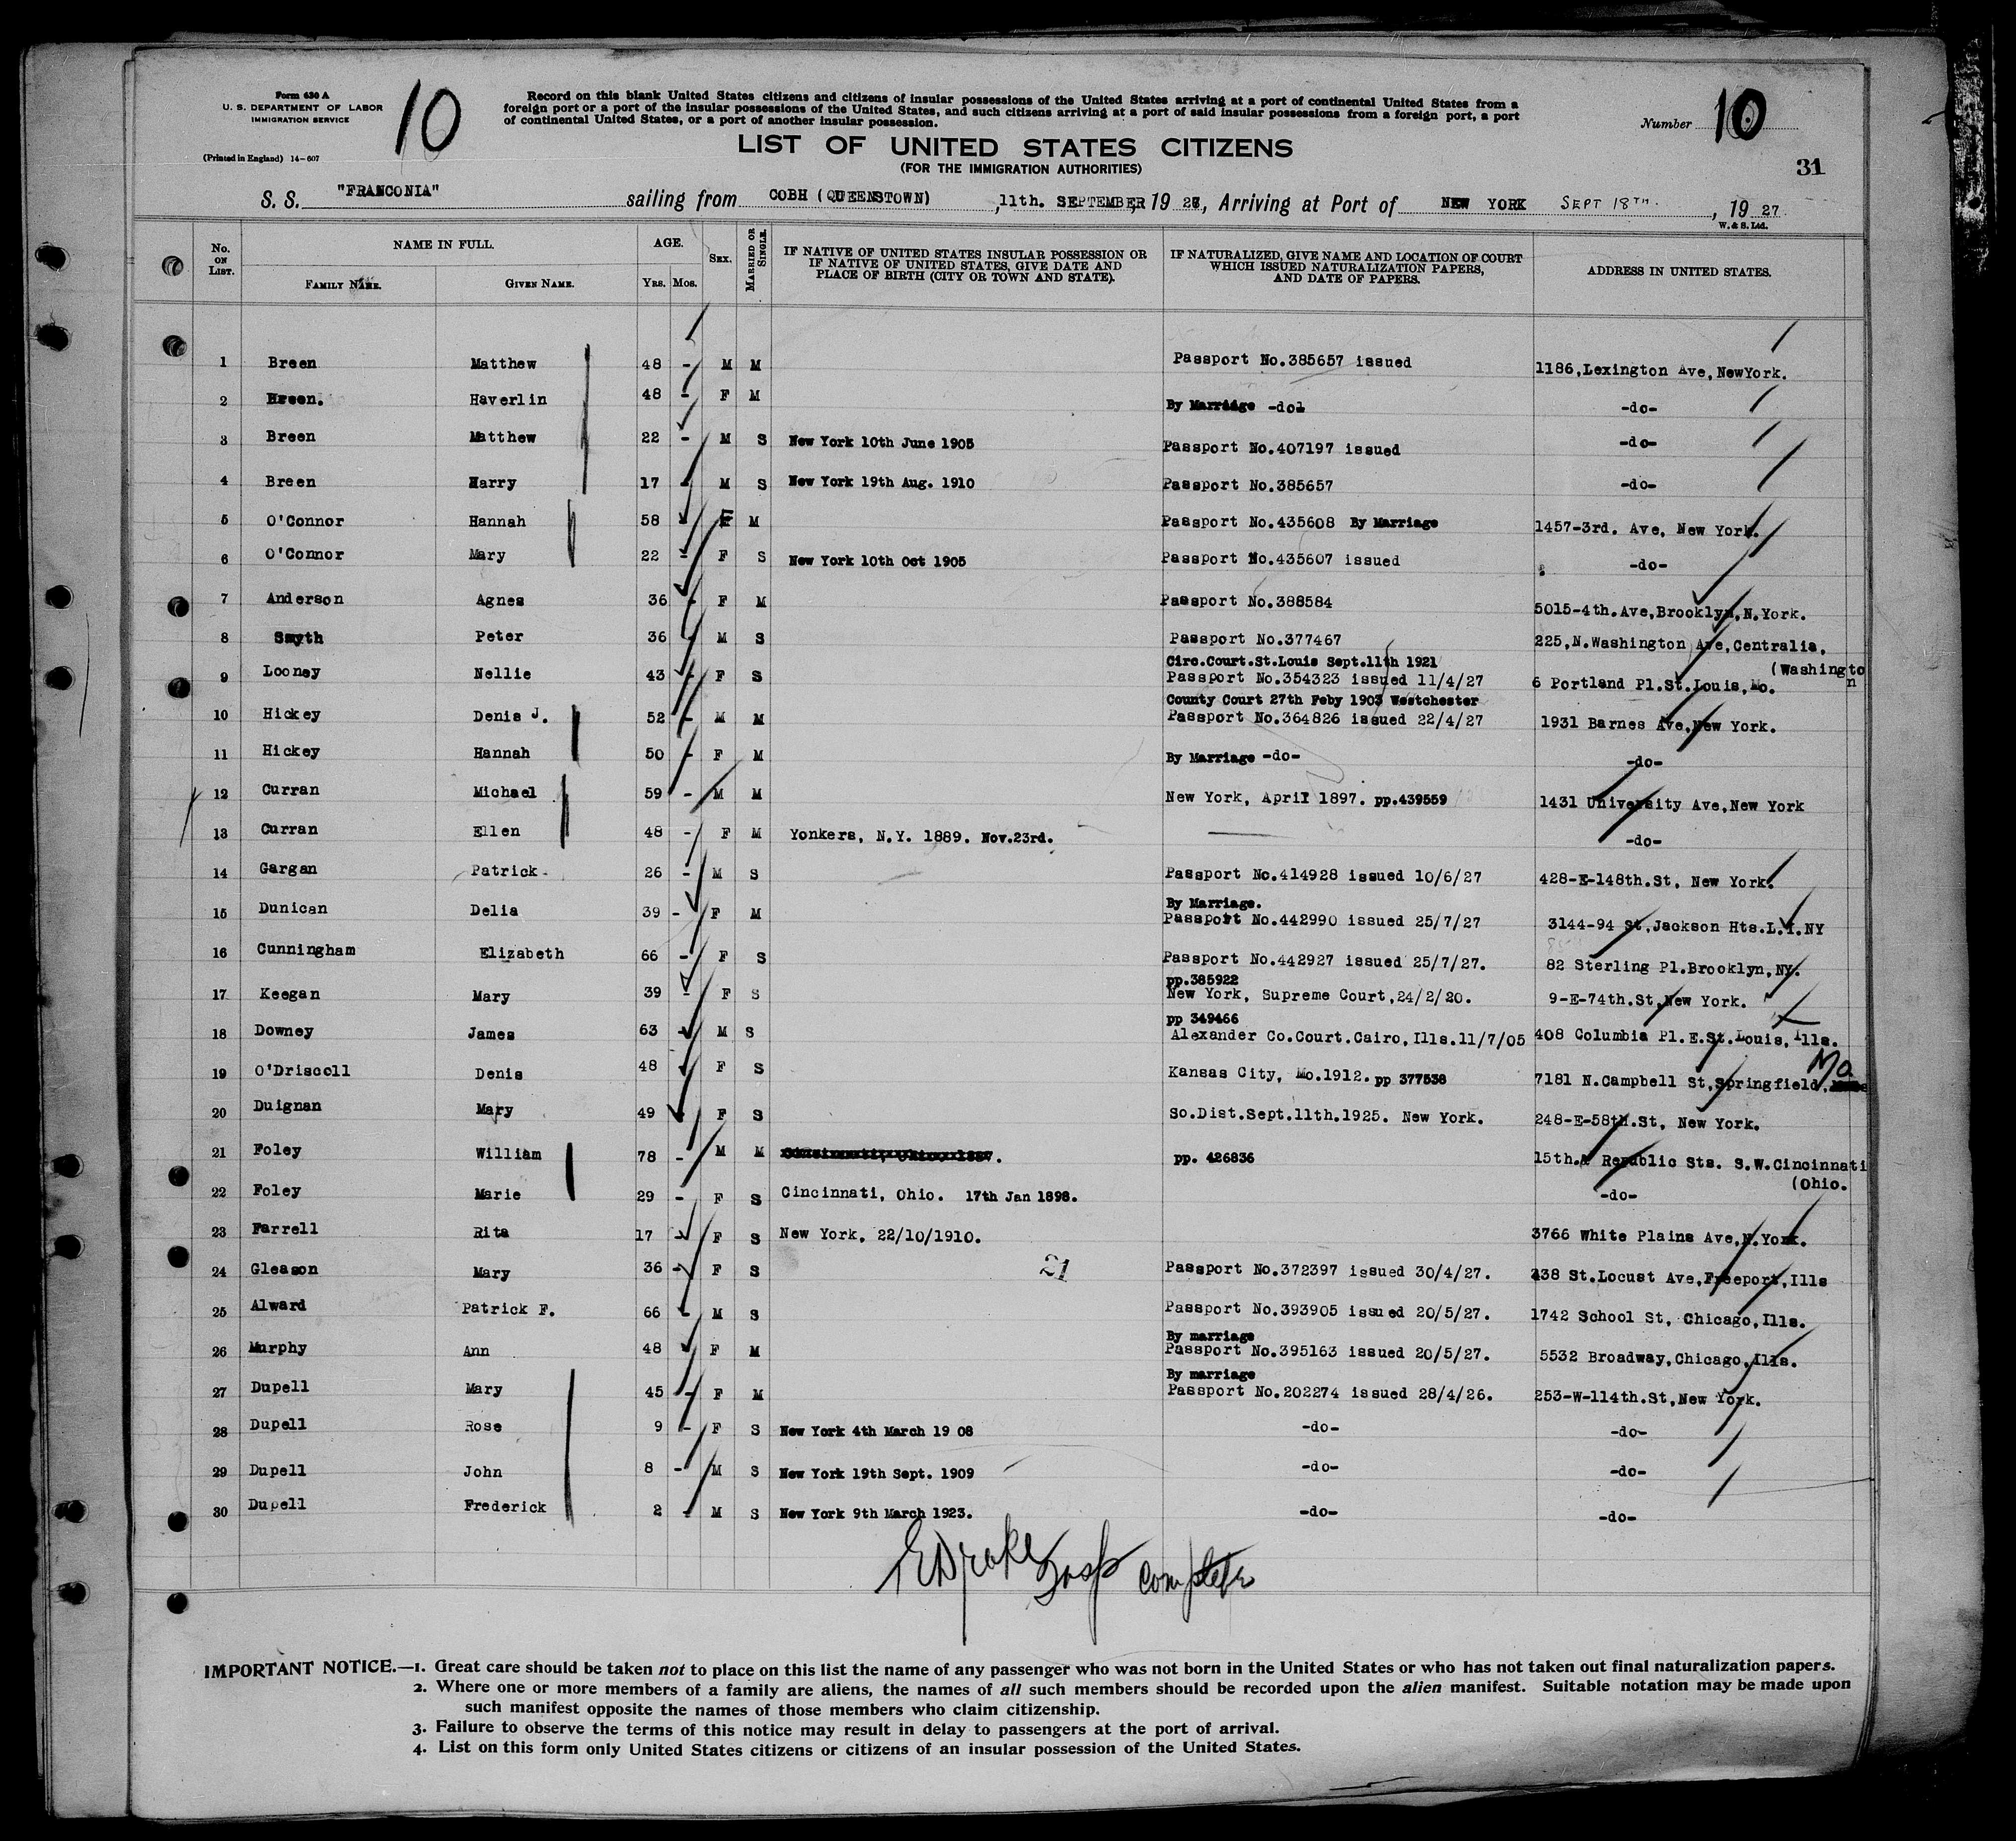 Form 630 A
U. S. DEPARTMENT OF LABOR
IMMIGRATION SERVICE
(Printed in England) 14-607
10
Record on this blank United States citizens and citizens of insular possessions of the United States arriving at a port of continental United States from a
foreign port or a port of the insular possessions of the United States, and such citizens arriving at a port of said insular possessions from a foreign port, a port
of continental United States, or a port of another insular possession.
Number 10
LIST OF UNITED STATES CITIZENS
(FOR THE IMMIGRATION AUTHORITIES)
31
S. S. "FRANCONIA" sailing from COBH (QUEENSTOWN) , 11th. SEPTEMBER, 1927, Arriving at Port of NEW YORK SEPT 18TH. , 19 27
W. & S. Ltd.
No. ON LIST. NAME IN FULL. FAMILY NAME. GIVEN NAME. AGE. YRS. MOS. SEX. MARRIED OR SINGLE. IF NATIVE OF UNITED STATES INSULAR POSSESSION OR IF NATIVE OF UNITED STATES, GIVE DATE AND PLACE OF BIRTH (CITY OR TOWN AND STATE). IF NATURALIZED, GIVE NAME AND LOCATION OF COURT WHICH ISSUED NATURALIZATION PAPERS, AND DATE OF PAPERS. ADDRESS IN UNITED STATES.
1 Breen Matthew 48 - M M Passport No.385657 issued 1186,Lexington Ave,NewYork.
2 Breen. Haverlin 48 - F M By Marriage -do- -do-
3 Breen Matthew 22 - M S New York 10th June 1905 Passport No.407197 issued -do-
4 Breen Harry 17 - M S New York 19th Aug. 1910 Passport No.385657 -do-
5 O'Connor Hannah 58 - F M Passport No.435608 By Marriage 1457-3rd. Ave, New York.
6 O'Connor Mary 22 - F S New York 10th Oct 1905 Passport No.435607 issued -do-
7 Anderson Agnes 36 - F M Passport No.388584 5015-4th.Ave,Brooklyn,N.York.
8 Smyth Peter 36 - M S Passport No.377467 225,N.Washington Ave,Centralia,
(Washington
9 Looney Nellie 43 - F S Circ.Court.St.Louis Sept.11th 1921
Passport No.354323 issued 11/4/27 6 Portland Pl.St.Louis,Mo.
10 Hickey Denis J. 52 - M M County Court 27th Feby 1903 Westchester
Passport No.364826 issued 22/4/27 1931 Barnes Ave,New York.
11 Hickey Hannah 50 - F M By Marriage -do- -do-
12 Curran Michael 59 - M M New York, April 1897. pp.439559 1431 University Ave,New York
13 Curran Ellen 48 - F M Yonkers, N.Y. 1889. Nov.23rd. -do-
14 Gargan Patrick 26 - M S Passport No.414928 issued 10/6/27 428-E-148th.St, New York.
15 Dunican Delia 39 - F M By Marriage.
Passport No.442990 issued 25/7/27 3144-94 St,Jackson Hts.L.I.NY
16 Cunningham Elizabeth 66 - F S Passport No.442927 issued 25/7/27. 82 Sterling Pl.Brooklyn,NY.
17 Keegan Mary 39 - F S pp.385922
New York, Supreme Court,24/2/20. 9-E-74th.St,New York.
18 Downey James 63 - M S pp 349466
Alexander Co.Court.Cairo,Ills.11/7/05 408 Columbia Pl.E.St.Louis,Ills.
19 O'Driscoll Denis 48 F S Kansas City, Mo.1912. pp 377538 7181 N.Campbell St,Springfield, Mo
20 Duignan Mary 49 F S So.Dist.Sept.11th.1925. New York. 248-E-58th.St, New York.
21 Foley William 78 - M M pp. 426836 15th.& Republic Sts. S.W.Cincinnati
(Ohio.
22 Foley Marie 29 - F S Cincinnati, Ohio. 17th Jan 1898. -do-
23 Farrell Rita 17 - F S New York, 22/10/1910. 3766 White Plains Ave,N.York.
21
24 Gleason Mary 36 - F S Passport No.372397 issued 30/4/27. 238 St.Locust Ave,Freeport,Ills
25 Alward Patrick F. 66 - M S Passport No.393905 issued 20/5/27. 1742 School St, Chicago,Ills.
26 Murphy Ann 48 - F M By marriage
Passport No.395163 issued 20/5/27. 5532 Broadway,Chicago,Ills.
27 Dupell Mary 45 - F M By marriage
Passport No.202274 issued 28/4/26. 253-W-114th.St,New York.
28 Dupell Rose 9 - F S New York 4th March 19 08 -do- -do-
29 Dupell John 8 - M S New York 19th Sept. 1909 -do- -do-
30 Dupell Frederick 2 - M S New York 9th March 1923. -do- -do-
complete
IMPORTANT NOTICE.—1. Great care should be taken not to place on this list the name of any passenger who was not born in the United States or who has not taken out final naturalization papers.
2. Where one or more members of a family are aliens, the names of all such members should be recorded upon the alien manifest. Suitable notation may be made upon
such manifest opposite the names of those members who claim citizenship.
3. Failure to observe the terms of this notice may result in delay to passengers at the port of arrival.
4. List on this form only United States citizens or citizens of an insular possession of the United States.